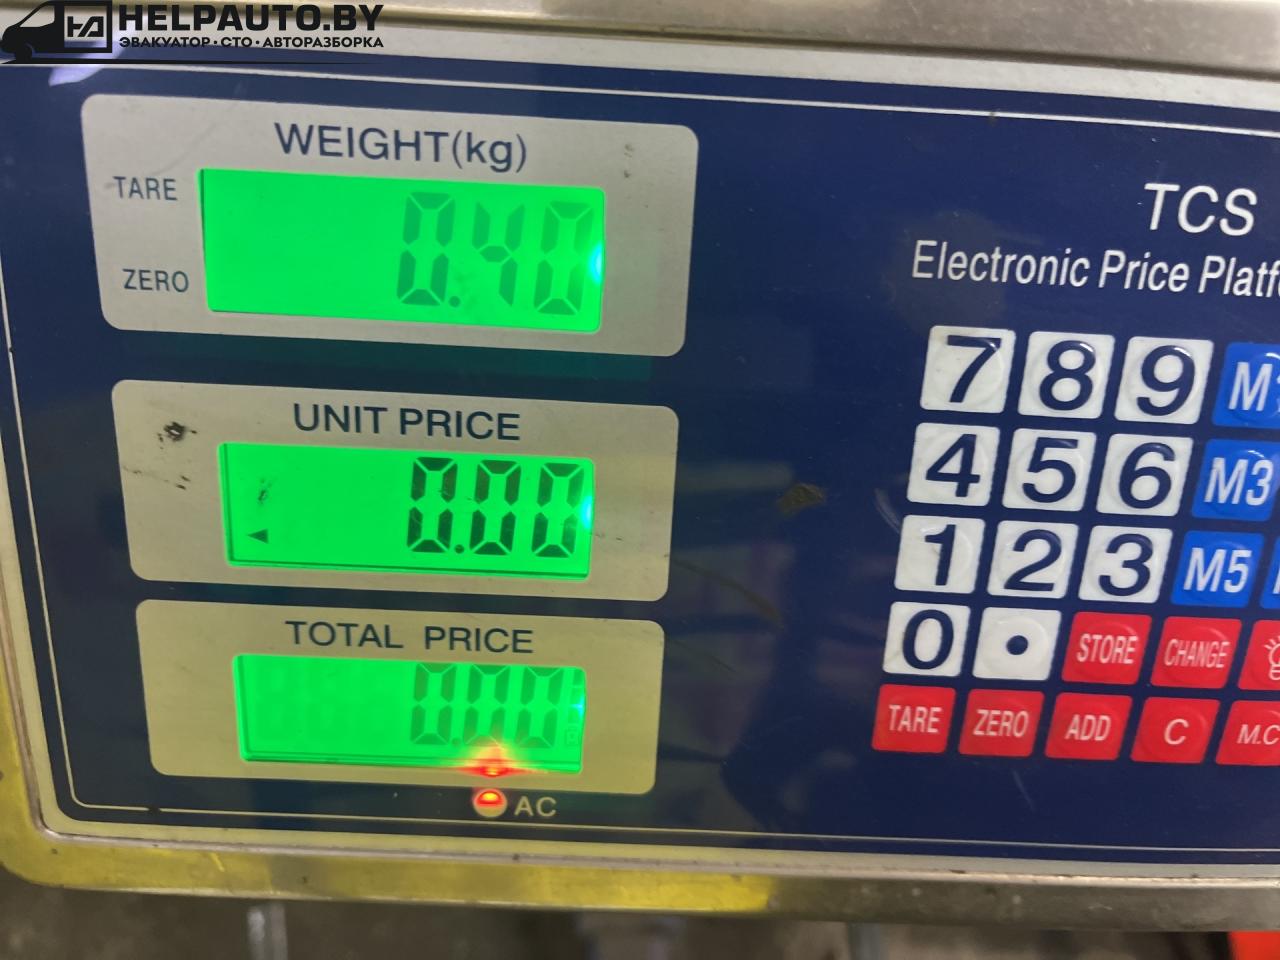 HELPAUTO.BY
ЭВАКУАТОР · СТО · АВТОРАЗБОРКА
WEIGHT(kg)
TARE
ZERO
0.40
UNIT PRICE
0.00
TOTAL PRICE
0.00
AC
TCS
Electronic Price
7 8 9
4 5 6 M3
1 2 3 M5
0 • STORE CHANGE
TARE ZERO ADD C